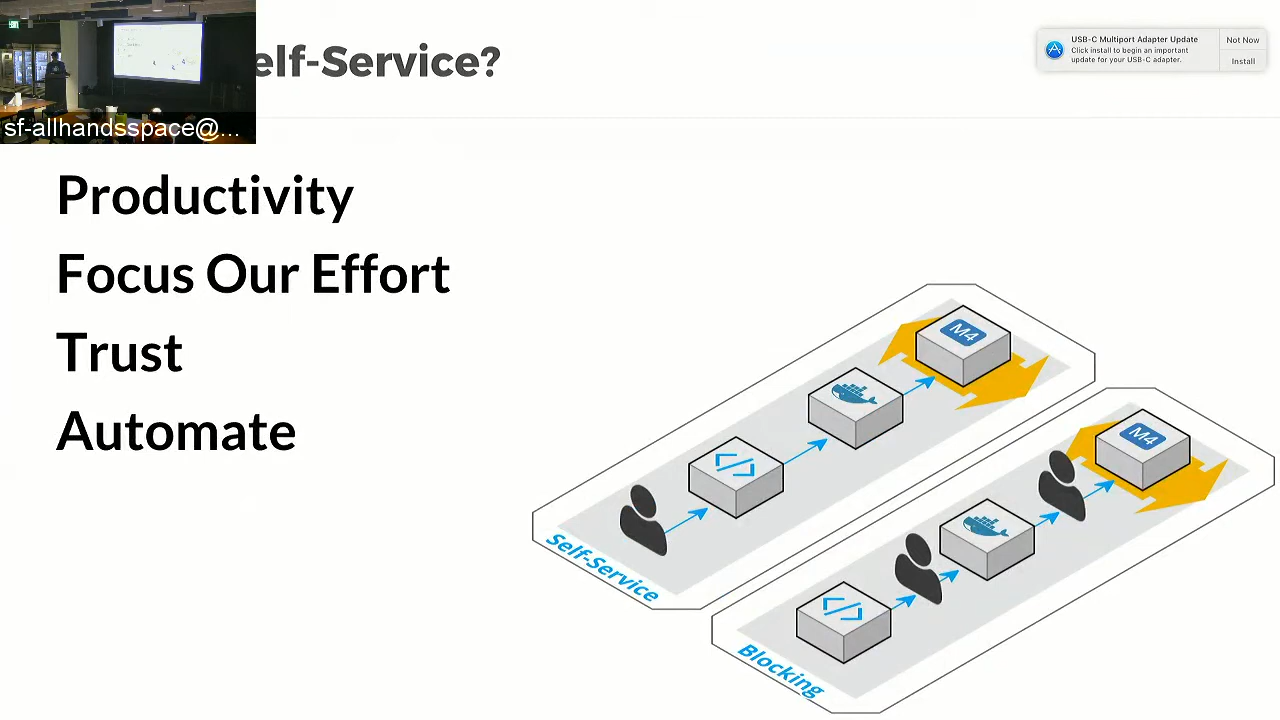 elf-Service?
USB-C Multiport Adapter Update
Click install to begin an important
update for your USB-C adapter.
Not Now
Install
sf-allhandsspace@...
Productivity
Focus Our Effort
Trust
Automate
M4
</>
Self-Service
M4
</>
Blocking